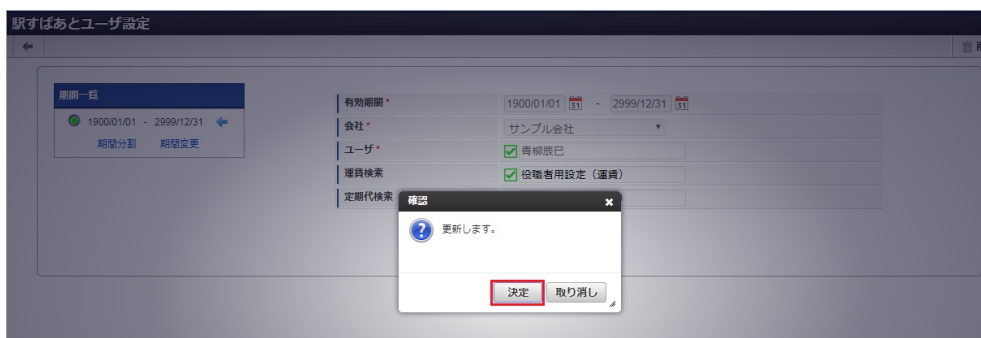 駅すぱあとユーザ設定
期間一覧
1900/01/01 - 2999/12/31
期間分割 期間変更
有効期間 * 1900/01/01 31 - 2999/12/31 31
会社 * サンプル会社
ユーザ * 青柳辰巳
運賃検索 役職者用設定（運賃）
定期代検索
確認
更新します。
決定 取り消し